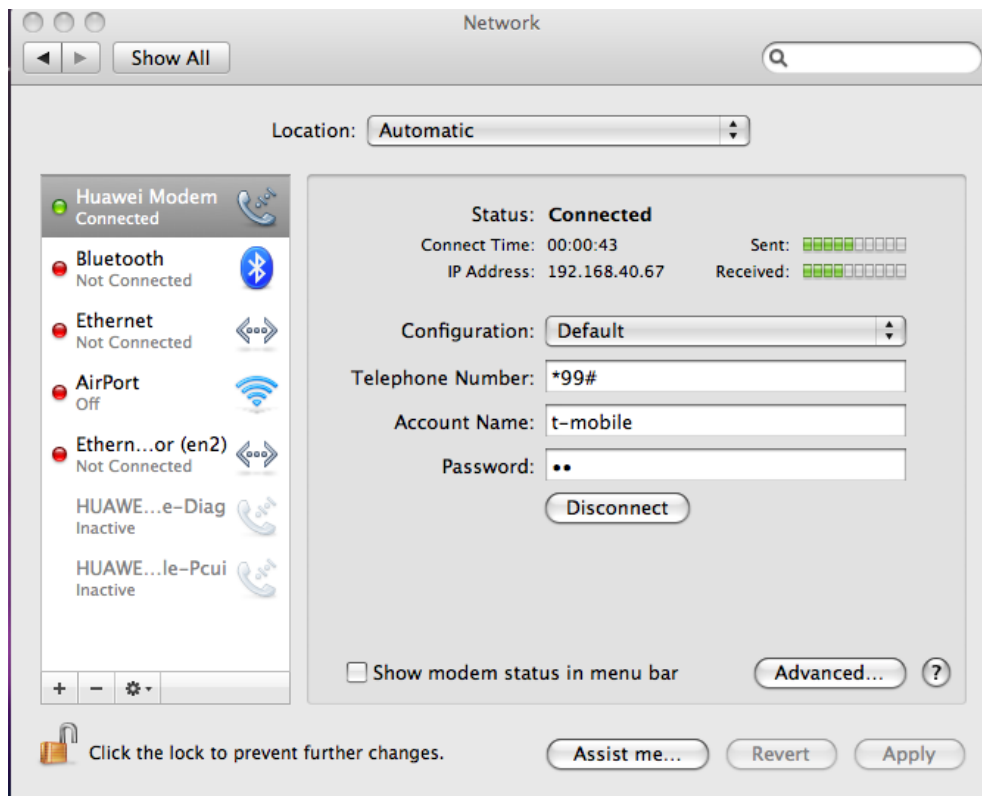 Network
Show All
Location: Automatic
Huawei Modem
Connected
Bluetooth
Not Connected
Ethernet
Not Connected
AirPort
Off
Ethern...or (en2)
Not Connected
HUAWE...e-Diag
Inactive
HUAWE...le-Pcui
Inactive
Status: Connected
Connect Time: 00:00:43 Sent:
IP Address: 192.168.40.67 Received:
Configuration: Default
Telephone Number: *99#
Account Name: t-mobile
Password: ••
Disconnect
Show modem status in menu bar
Advanced... ?
Click the lock to prevent further changes.
Assist me... Revert Apply